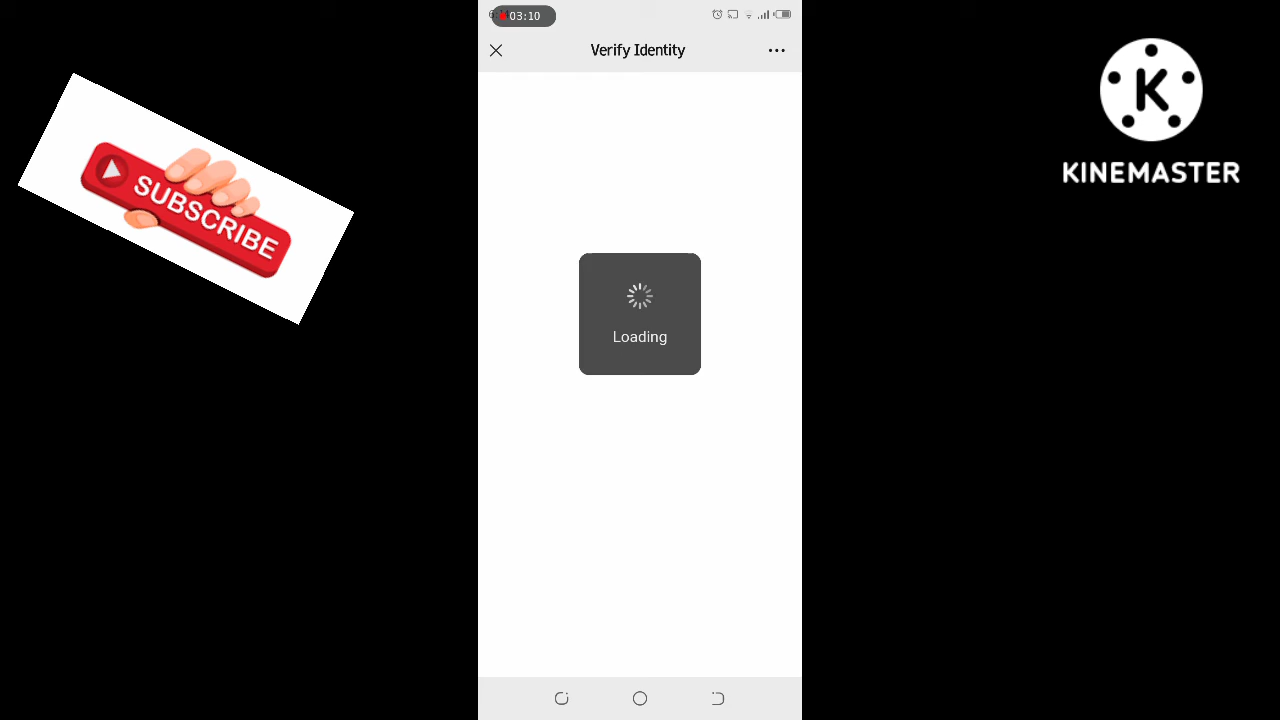 03:10
Verify Identity
SUBSCRIBE
K
KINEMASTER
Loading